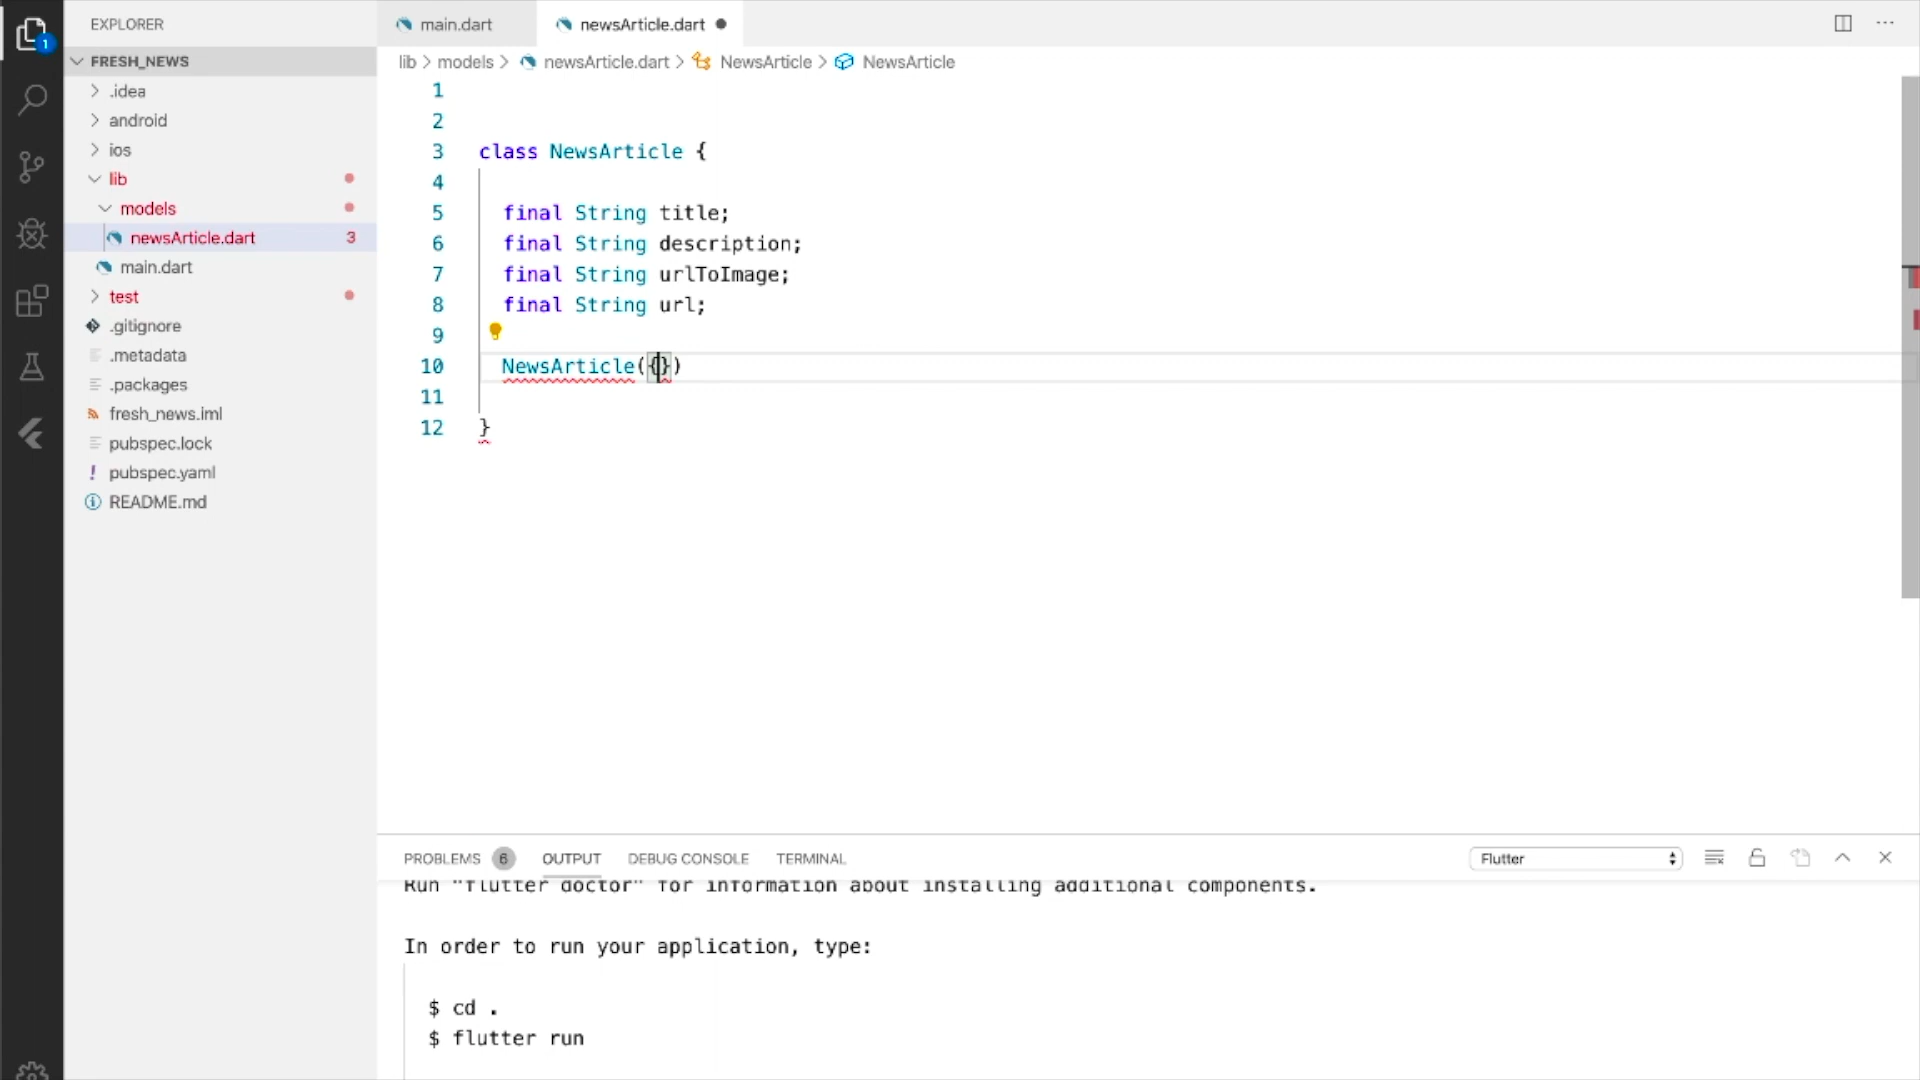 1
EXPLORER
FRESH_NEWS
.idea
android
ios
lib
models
newsArticle.dart 3
main.dart
test
.gitignore
.metadata
.packages
fresh_news.iml
pubspec.lock
! pubspec.yaml
README.md
main.dart
newsArticle.dart
lib > models > newsArticle.dart > NewsArticle > NewsArticle
1
2
3 class NewsArticle {
4
5 final String title;
6 final String description;
7 final String urlToImage;
8 final String url;
9
10 NewsArticle({})
11
12 }
PROBLEMS 6 OUTPUT DEBUG CONSOLE TERMINAL Flutter
Run "flutter doctor" for information about installing additional components.
In order to run your application, type:
$ cd .
$ flutter run